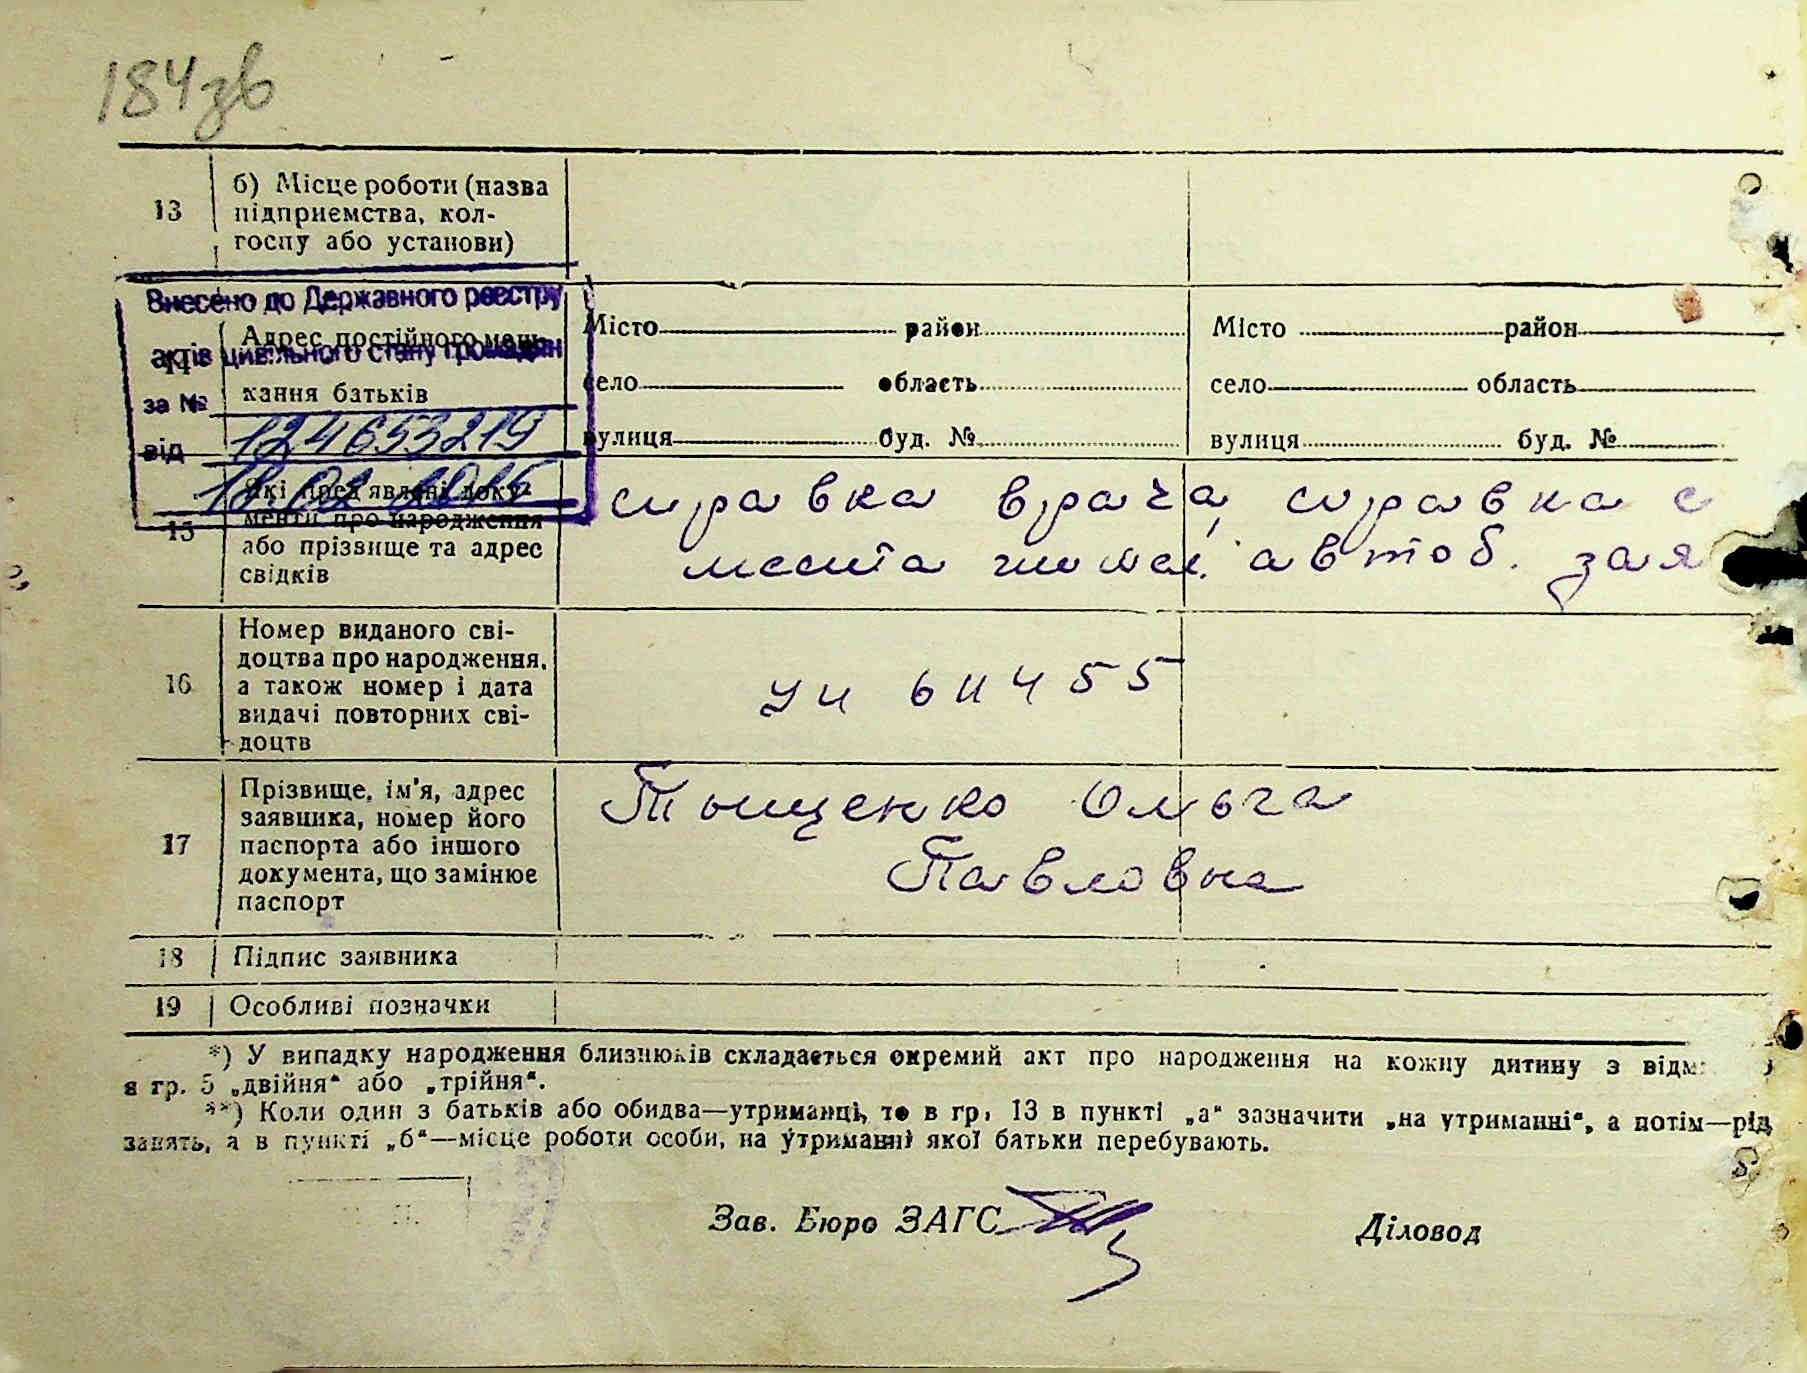 184зв
13
б) Місце роботи (назва
підприємства, кол-
госпу або установи)
Внесено до Державного реєстру
актів цивільного стану громадян
за №
124653219
від
Адрес постійного меш-
кання батьків
Місто район
село область
вулиця буд. №
Місто район
село область
вулиця буд. №
15
Які пред'явлені доку-
менти про народження
або прізвище та адрес
свідків
справка врача, справка с
места жит. автоб. зая
16
Номер виданого сві-
доцтва про народження,
а також номер і дата
видачі повторних сві-
доцтв
17
Прізвище, ім'я, адрес
заявника, номер його
паспорта або іншого
документа, що замінює
паспорт
Тощенко Ольга
Павловна
18 Підпис заявника
19 Особливі позначки
*) У випадку народження близнюків складається окремий акт про народження на кожну дитину з
в гр. 5 „двійня“ або „трійня“.
**) Коли один з батьків або обидва—утриманці, то в гр. 13 в пункті „а“ зазначити „на утриманні“, а потім—рід
занять, а в пункті „б“—місце роботи особи, на утриманні якої батьки перебувають.
Зав. Бюро ЗАГС
Діловод